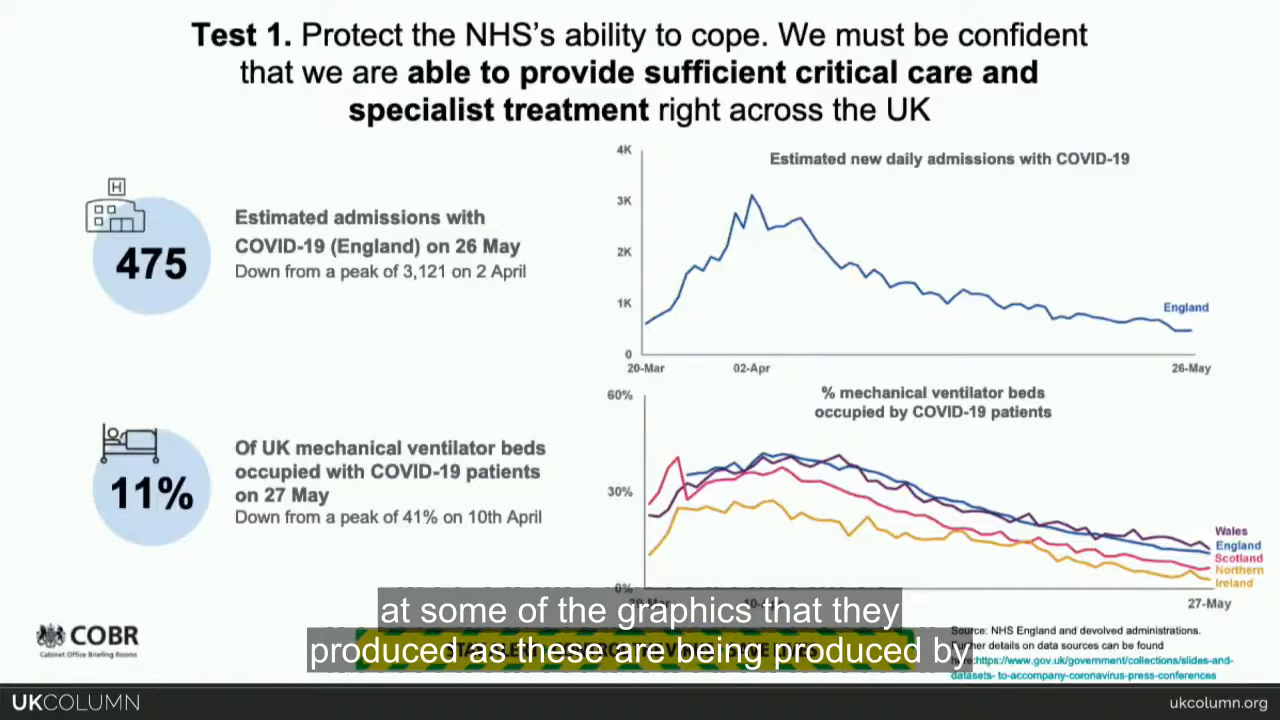 Test 1. Protect the NHS's ability to cope. We must be confident
that we are able to provide sufficient critical care and
specialist treatment right across the UK
H
475
Estimated admissions with
COVID-19 (England) on 26 May
Down from a peak of 3,121 on 2 April
Estimated new daily admissions with COVID-19
4K
3K
2K
1K
0
England
20-Mar
02-Apr
26-May
11%
Of UK mechanical ventilator beds
occupied with COVID-19 patients
on 27 May
Down from a peak of 41% on 10th April
% mechanical ventilator beds
occupied by COVID-19 patients
60%
30%
0%
Wales
England
Scotland
Northern
Ireland
27-May
at some of the graphics that they
produced as these are being produced by
COBR
Cabinet Office Briefing Rooms
Source: NHS England and devolved administrations.
Further details on data sources can be found
here:https://www.gov.uk/government/collections/slides-and-
datasets- to-accompany-coronavirus-press-conferences
UKCOLUMN
ukcolumn.org